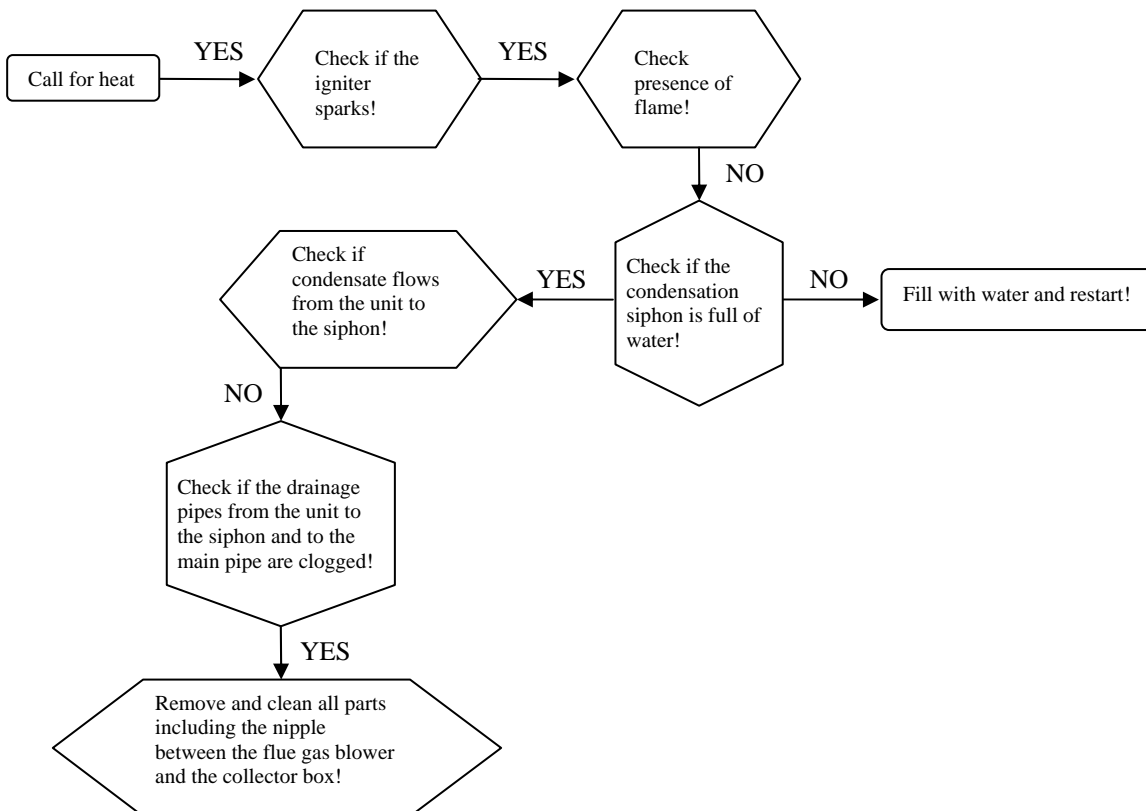 Call for heat
YES
Check if the
igniter
sparks!
YES
Check
presence of
flame!
NO
Check if the
condensation
siphon is full of
water!
NO
Fill with water and restart!
YES
Check if
condensate flows
from the unit to
the siphon!
NO
Check if the drainage
pipes from the unit to
the siphon and to the
main pipe are clogged!
YES
Remove and clean all parts
including the nipple
between the flue gas blower
and the collector box!